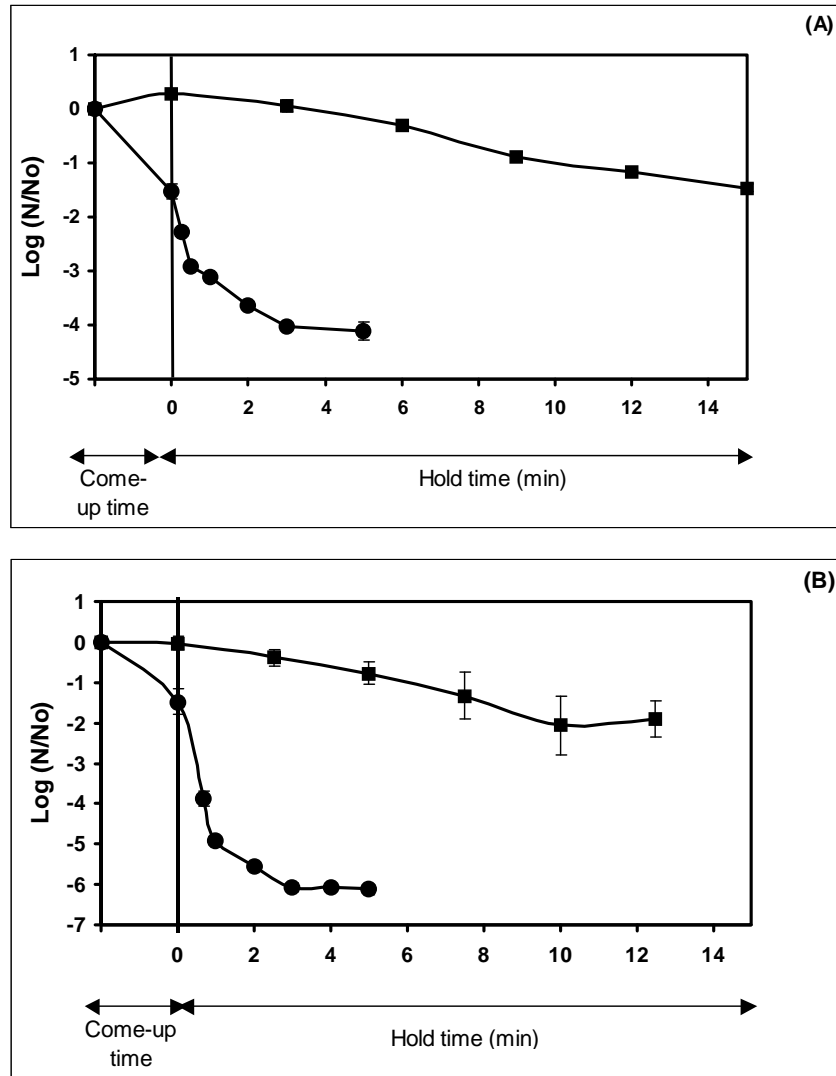 (A)
1
0
-1
-2
-3
-4
-5
Log (N/No)
0 2 4 6 8 10 12 14
Come-
up time
Hold time (min)
(B)
1
0
-1
-2
-3
-4
-5
-6
-7
Log (N/No)
0 2 4 6 8 10 12 14
Come-up
time
Hold time (min)